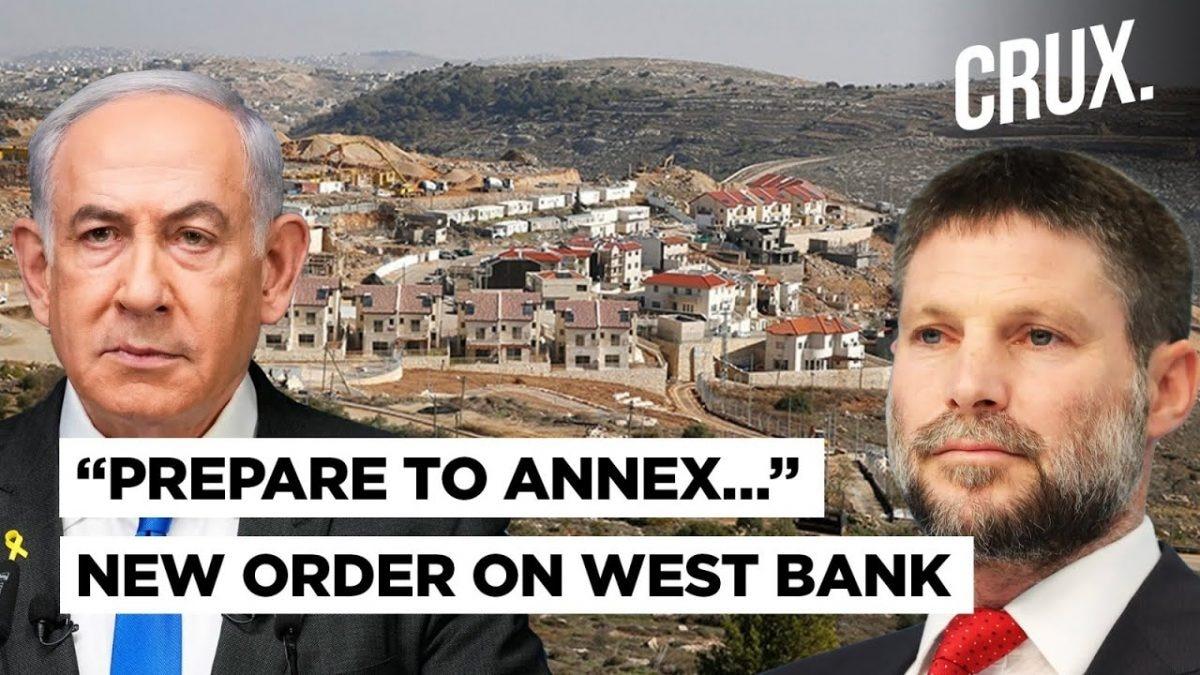 CRUX.
“PREPARE TO ANNEX...”
NEW ORDER ON WEST BANK